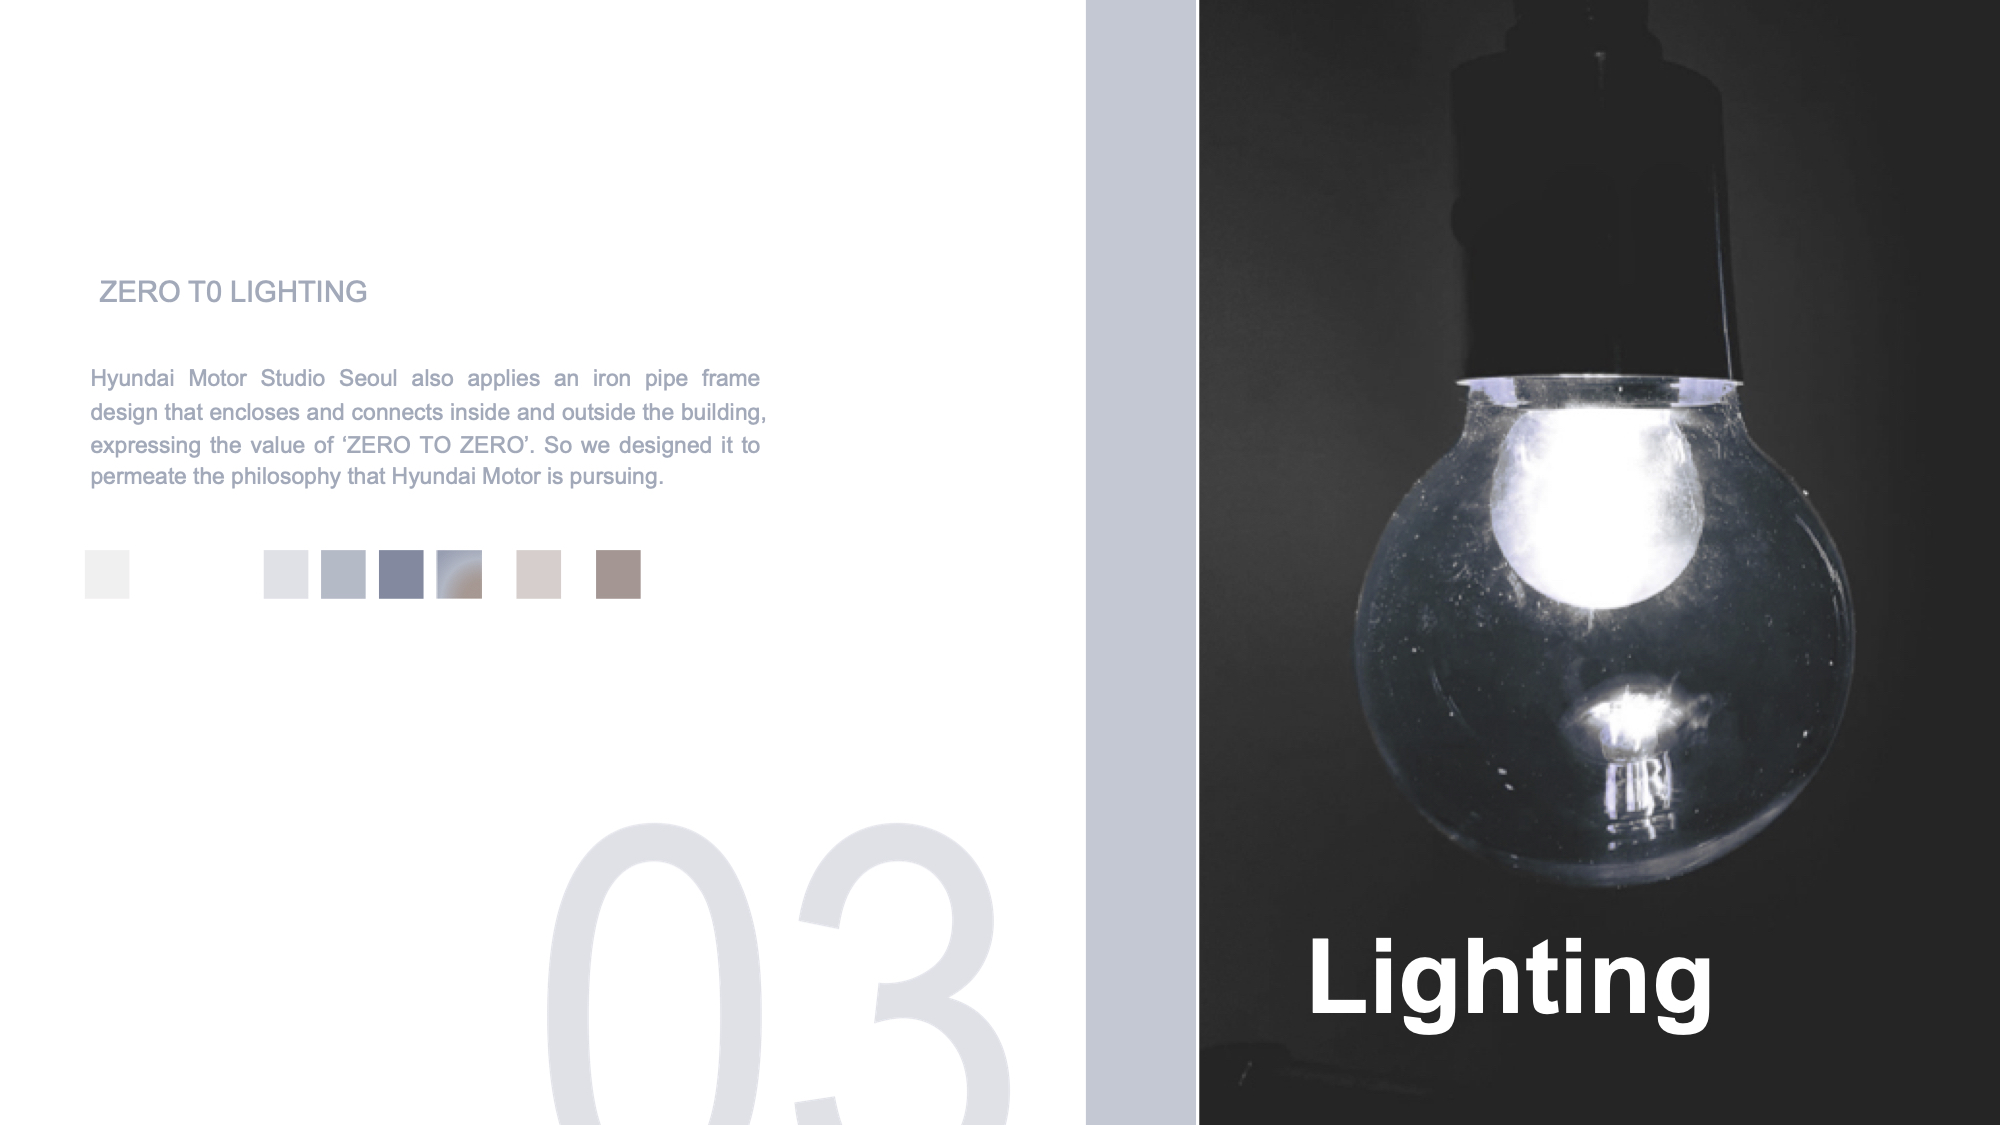 ZERO T0 LIGHTING
Hyundai Motor Studio Seoul also applies an iron pipe frame
design that encloses and connects inside and outside the building,
expressing the value of ‘ZERO TO ZERO’. So we designed it to
permeate the philosophy that Hyundai Motor is pursuing.
03
Lighting